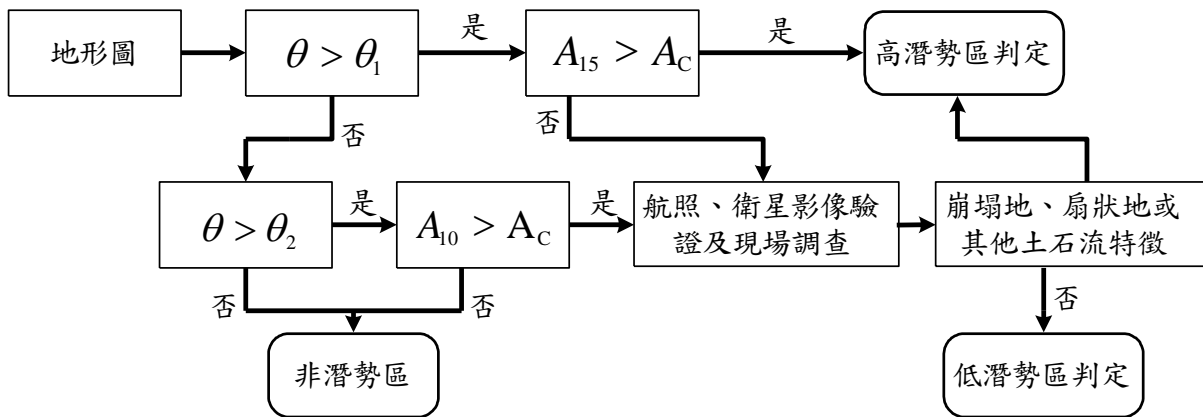 地形圖
θ > θ₁
是
A₁₅ > A_C
是
高潛勢區判定
否
否
θ > θ₂
是
A₁₀ > A_C
是
航照、衛星影像驗
證及現場調查
崩塌地、扇狀地或
其他土石流特徵
否
否
否
非潛勢區
低潛勢區判定